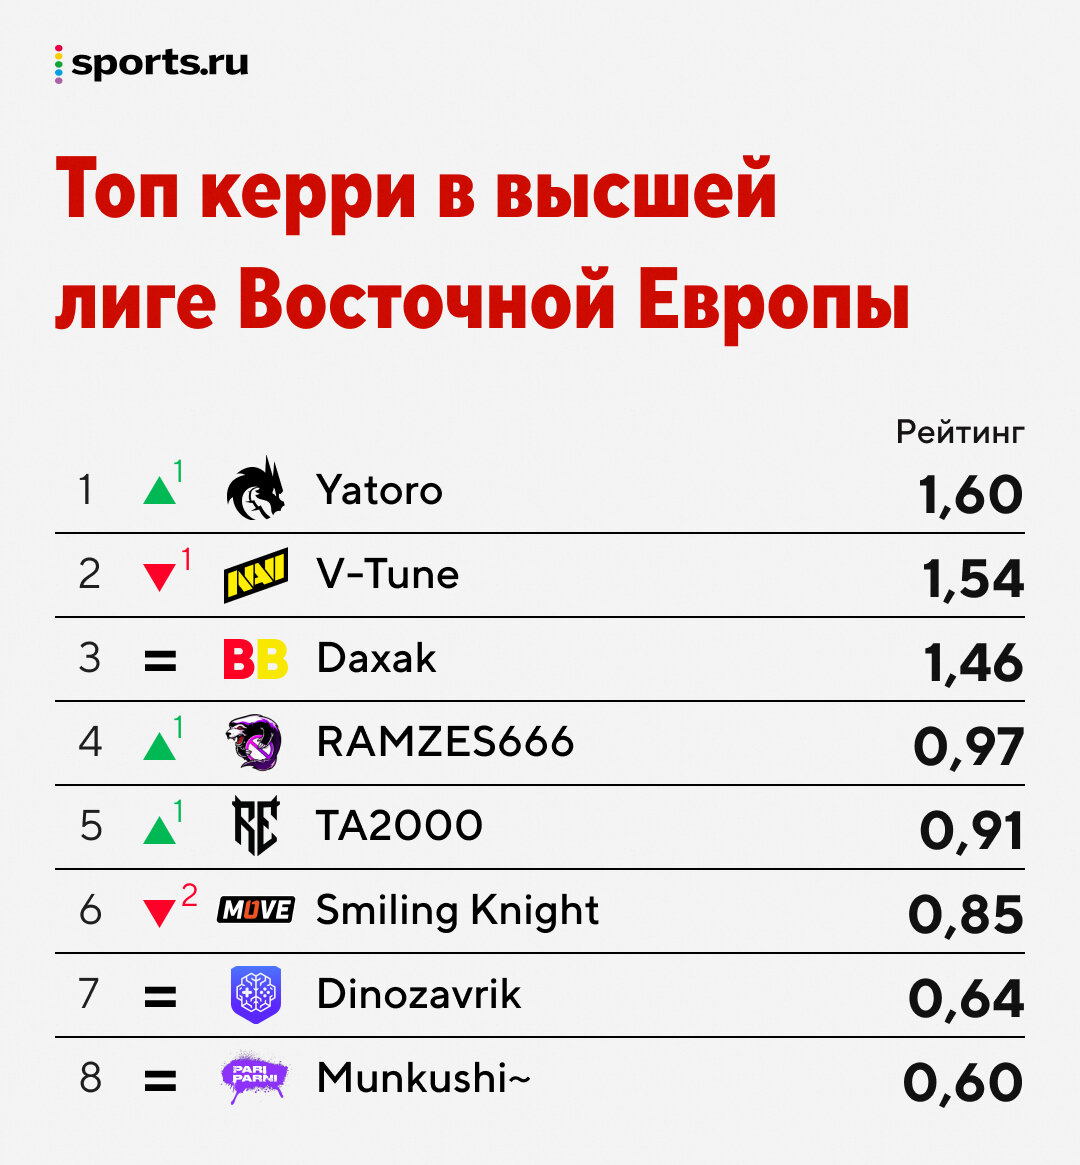 sports.ru
Топ керри в высшей
лиге Восточной Европы
Рейтинг
1 1 Yatoro 1,60
2 1 NAVI V-Tune 1,54
3 = BB Daxak 1,46
4 1 RAMZES666 0,97
5 1 RE TA2000 0,91
6 2 MOVE Smiling Knight 0,85
7 = Dinozavrik 0,64
8 = PARI PARNI Munkushi~ 0,60